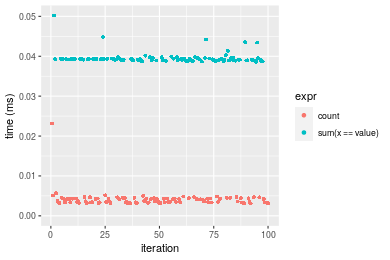 0.05
0.04
0.03
0.02
0.01
0.00
time (ms)
0
25
50
75
100
iteration
expr
count
sum(x == value)